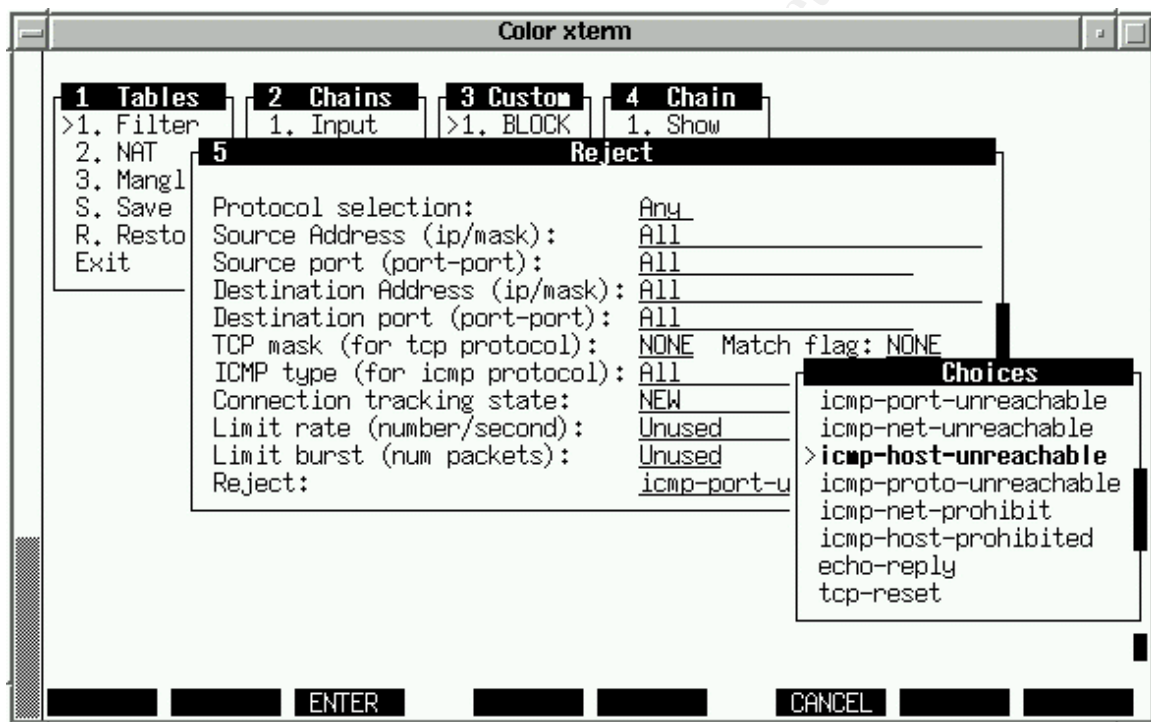 Color xterm
1 Tables
>1. Filter
2. NAT
3. Mangl
S. Save
R. Resto
Exit
2 Chains
1. Input
3 Custom
>1. BLOCK
4 Chain
1. Show
5 Reject
Protocol selection: Any
Source Address (ip/mask): All
Source port (port-port): All
Destination Address (ip/mask): All
Destination port (port-port): All
TCP mask (for tcp protocol): NONE Match flag: NONE
ICMP type (for icmp protocol): All
Connection tracking state: NEW
Limit rate (number/second): Unused
Limit burst (num packets): Unused
Reject: icmp-port-u
Choices
icmp-port-unreachable
icmp-net-unreachable
>icmp-host-unreachable
icmp-proto-unreachable
icmp-net-prohibit
icmp-host-prohibited
echo-reply
tcp-reset
ENTER CANCEL